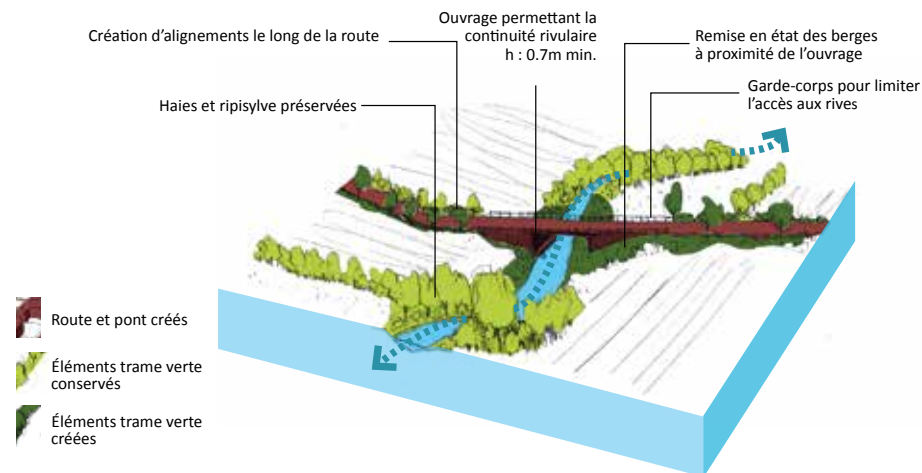 Création d’alignements le long de la route
Ouvrage permettant la
continuité rivulaire
h : 0.7m min.
Remise en état des berges
à proximité de l’ouvrage
Haies et ripisylve préservées
Garde-corps pour limiter
l’accès aux rives
Route et pont créés
Éléments trame verte
conservés
Éléments trame verte
créées